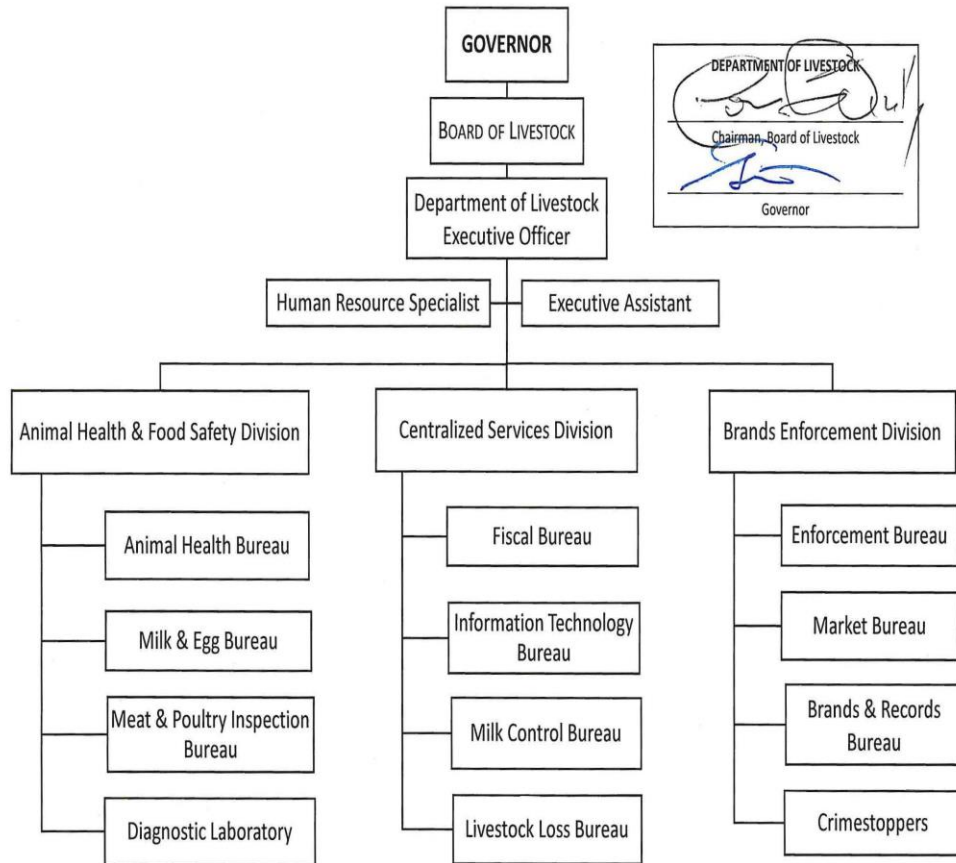 GOVERNOR
DEPARTMENT OF LIVESTOCK
Chairman, Board of Livestock
Governor
BOARD OF LIVESTOCK
Department of Livestock
Executive Officer
Human Resource Specialist
Executive Assistant
Animal Health & Food Safety Division
Centralized Services Division
Brands Enforcement Division
Animal Health Bureau
Fiscal Bureau
Enforcement Bureau
Milk & Egg Bureau
Information Technology
Bureau
Market Bureau
Meat & Poultry Inspection
Bureau
Milk Control Bureau
Brands & Records
Bureau
Diagnostic Laboratory
Livestock Loss Bureau
Crimestoppers